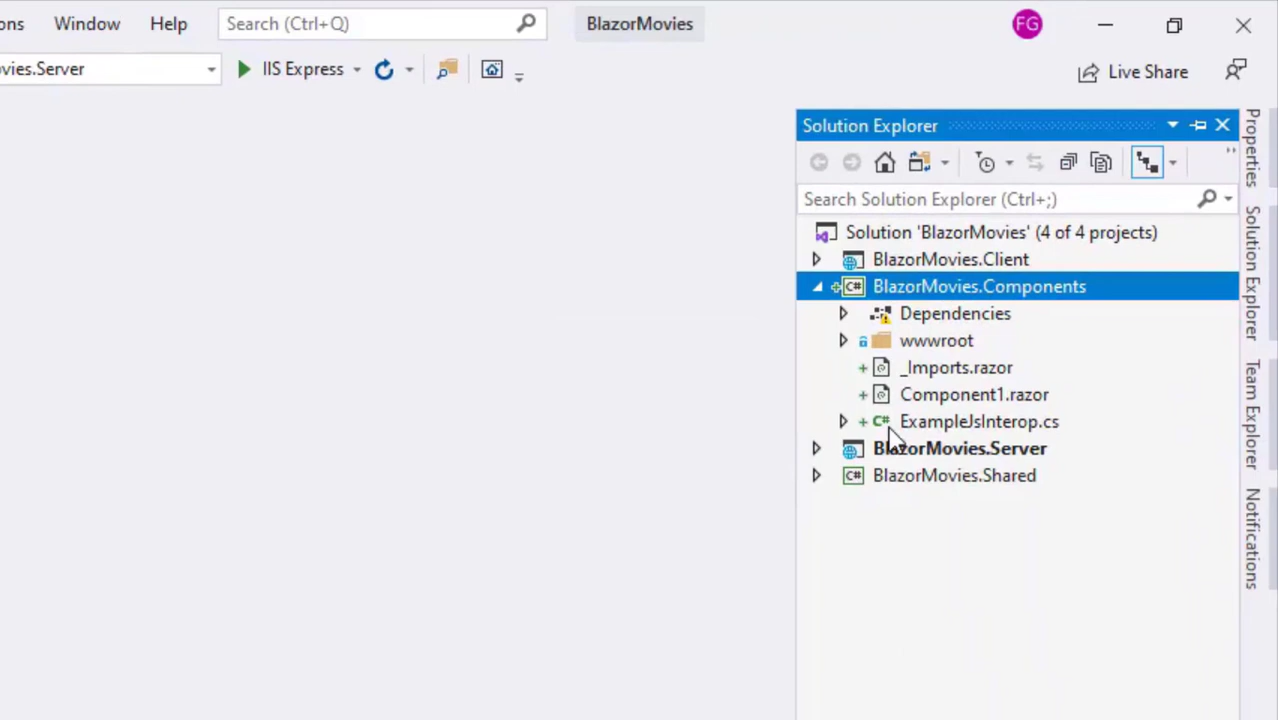 ons Window Help Search (Ctrl+Q) BlazorMovies FG
vies.Server IIS Express Live Share
Solution Explorer
Search Solution Explorer (Ctrl+;)
Solution 'BlazorMovies' (4 of 4 projects)
BlazorMovies.Client
C# BlazorMovies.Components
Dependencies
wwwroot
_Imports.razor
Component1.razor
C# ExampleJsInterop.cs
BlazorMovies.Server
C# BlazorMovies.Shared
Properties
Solution Explorer
Team Explorer
Notifications